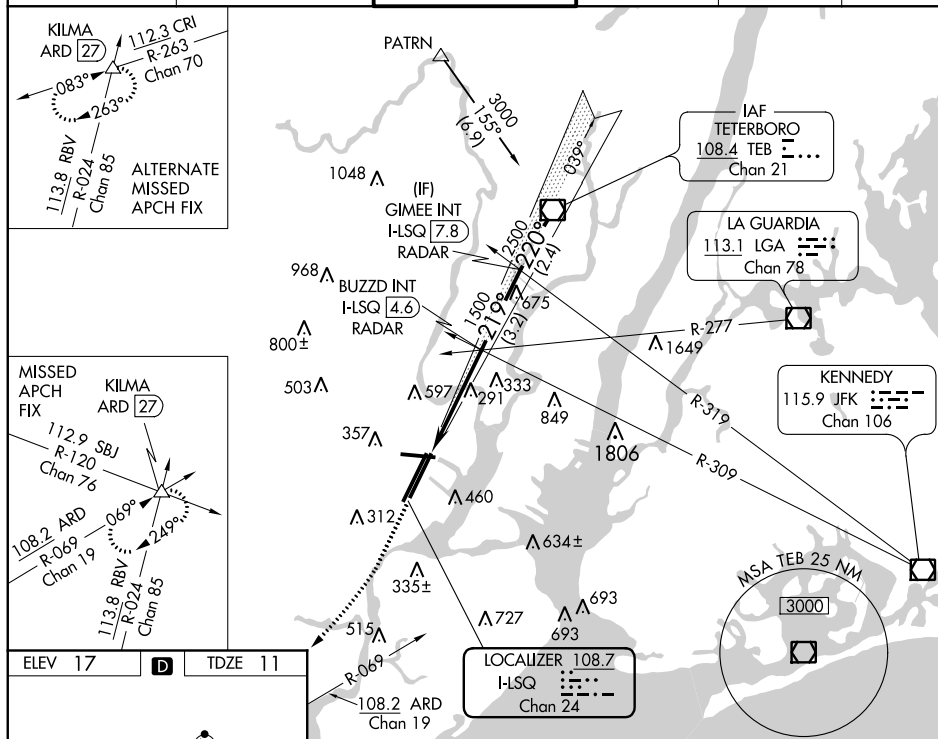 KILMA
ARD 27
112.3 CRI
R-263
Chan 70
083°
263°
113.8 RBV
R-024
Chan 85
ALTERNATE
MISSED
APCH FIX
PATRN
3000
155°
(6.9)
039°
IAF
TETERBORO
108.4 TEB
Chan 21
1048
(IF)
GIMEE INT
I-LSQ 7.8
RADAR
2500
220°
(2.4)
LA GUARDIA
113.1 LGA
Chan 78
968
BUZZD INT
I-LSQ 4.6
RADAR
675
1500
219°
(3.2)
R-277
800±
1649
503
597
291
333
849
R-319
KENNEDY
115.9 JFK
Chan 106
MISSED
APCH
FIX
KILMA
ARD 27
112.9 SBJ
R-120
Chan 76
357
1806
R-309
069°
249°
108.2 ARD
R-069
Chan 19
113.8 RBV
R-024
Chan 85
460
312
634±
335±
MSA TEB 25 NM
3000
727
693
693
515
R-069
108.2 ARD
Chan 19
LOCALIZER 108.7
I-LSQ
Chan 24
ELEV 17
D
TDZE 11